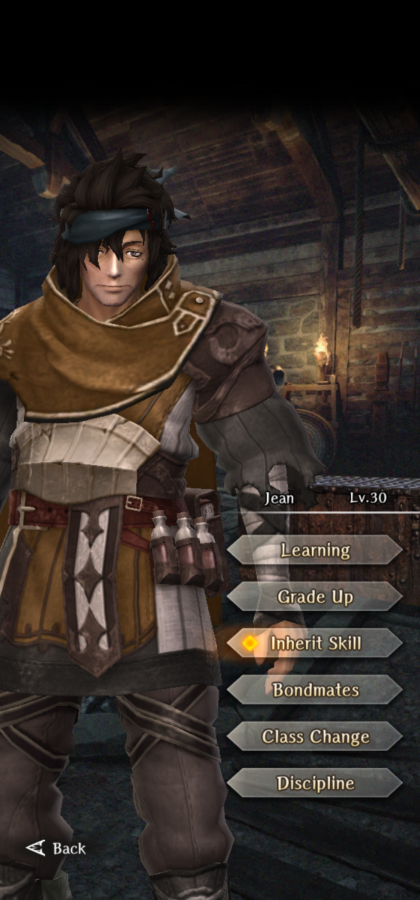 Jean Lv.30
Learning
Grade Up
Inherit Skill
Bondmates
Class Change
Discipline
Back